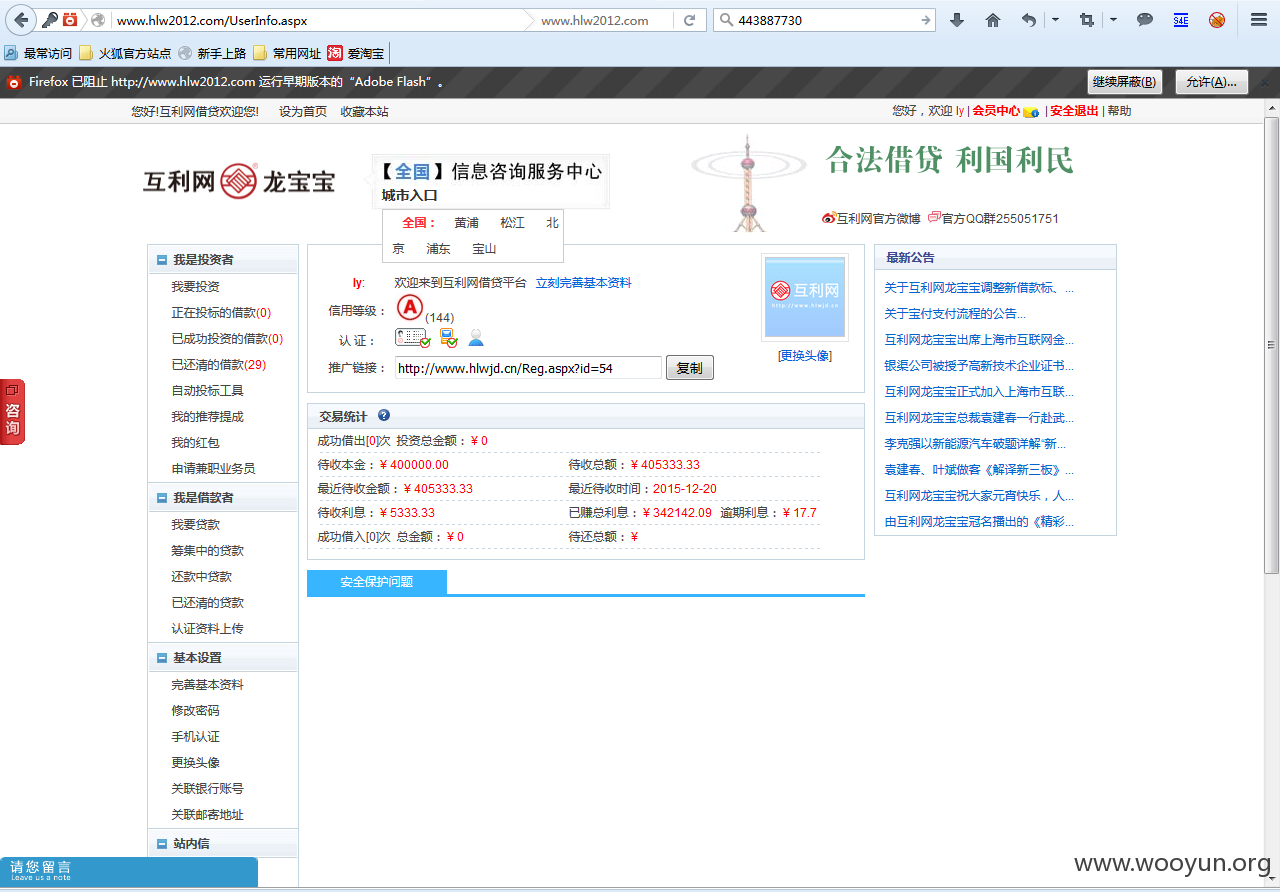 www.hlw2012.com/UserInfo.aspx
www.hlw2012.com
443887730
S4E
最常访问 火狐官方站点 新手上路 常用网址 淘 爱淘宝
Firefox 已阻止 http://www.hlw2012.com 运行早期版本的“Adobe Flash”。
继续屏蔽(B) 允许(A)...
您好!互利网借贷欢迎您! 设为首页 收藏本站
您好，欢迎 ly | 会员中心 | 安全退出 | 帮助
互利网 龙宝宝
【全国】信息咨询服务中心
城市入口
全国： 黄浦 松江 北
京 浦东 宝山
合法借贷 利国利民
互利网官方微博 官方QQ群255051751
我是投资者
我要投资
正在投标的借款(0)
已成功投资的借款(0)
已还清的借款(29)
自动投标工具
我的推荐提成
我的红包
申请兼职业务员
我是借款者
我要贷款
筹集中的贷款
还款中贷款
已还清的贷款
认证资料上传
基本设置
完善基本资料
修改密码
手机认证
更换头像
关联银行账号
关联邮寄地址
站内信
ly: 欢迎来到互利网借贷平台 立刻完善基本资料
信用等级： A (144)
认 证：
推广链接： http://www.hlwjd.cn/Reg.aspx?id=54 复制
互利网
http://www.hlwjd.cn
[更换头像]
交易统计 ?
成功借出[0]次 投资总金额：￥0
待收本金：￥400000.00 待收总额：￥405333.33
最近待收金额：￥405333.33 最近待收时间：2015-12-20
待收利息：￥5333.33 已赚总利息：￥342142.09 逾期利息：￥17.7
成功借入[0]次 总金额：￥0 待还总额：￥
安全保护问题
最新公告
关于互利网龙宝宝调整新借款标、...
关于宝付支付流程的公告...
互利网龙宝宝出席上海市互联网金...
银渠公司被授予高新技术企业证书...
互利网龙宝宝正式加入上海市互联...
互利网龙宝宝总裁袁建春一行赴武...
李克强以新能源汽车破题详解“新...
袁建春、叶斌做客《解译新三板》...
互利网龙宝宝祝大家元宵快乐，人...
由互利网龙宝宝冠名播出的《精彩...
咨询
请您留言
Leave us a note
www.wooyun.org